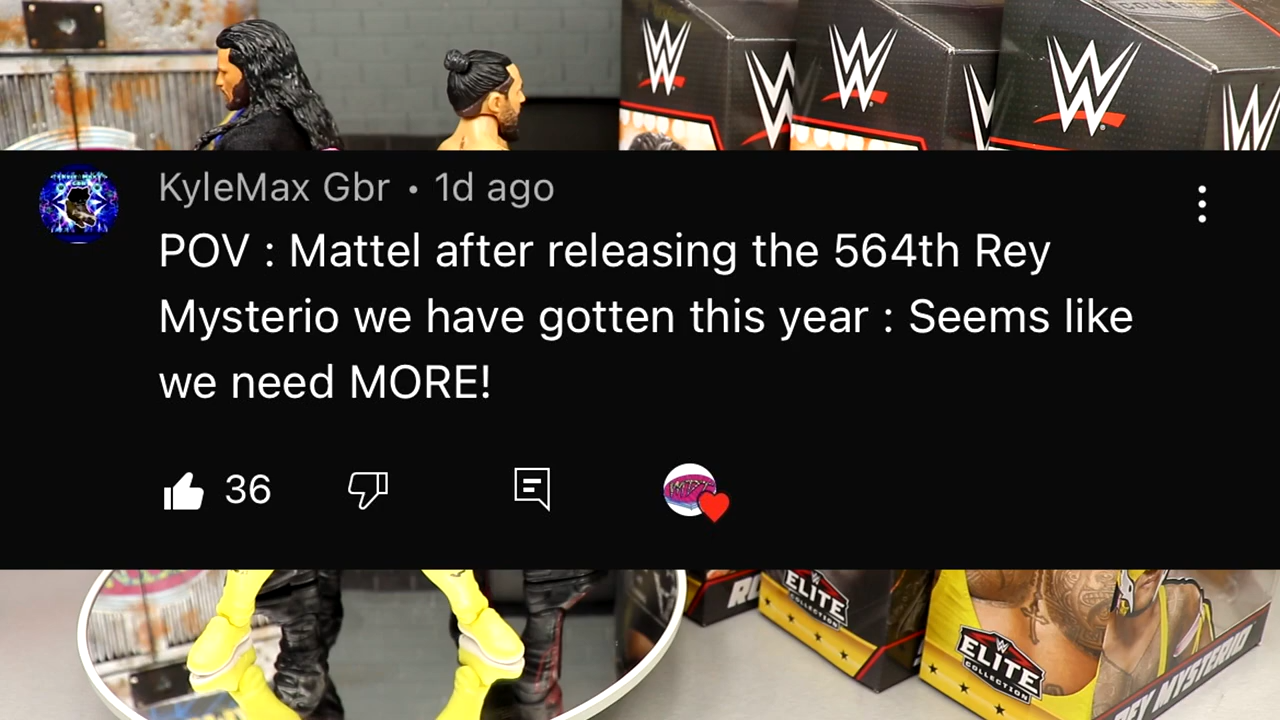 W
W
W
W
W
W
KyleMax Gbr • 1d ago
POV : Mattel after releasing the 564th Rey
Mysterio we have gotten this year : Seems like
we need MORE!
36
ELITE
COLLECTION
ELITE
COLLECTION
REY MYSTERIO